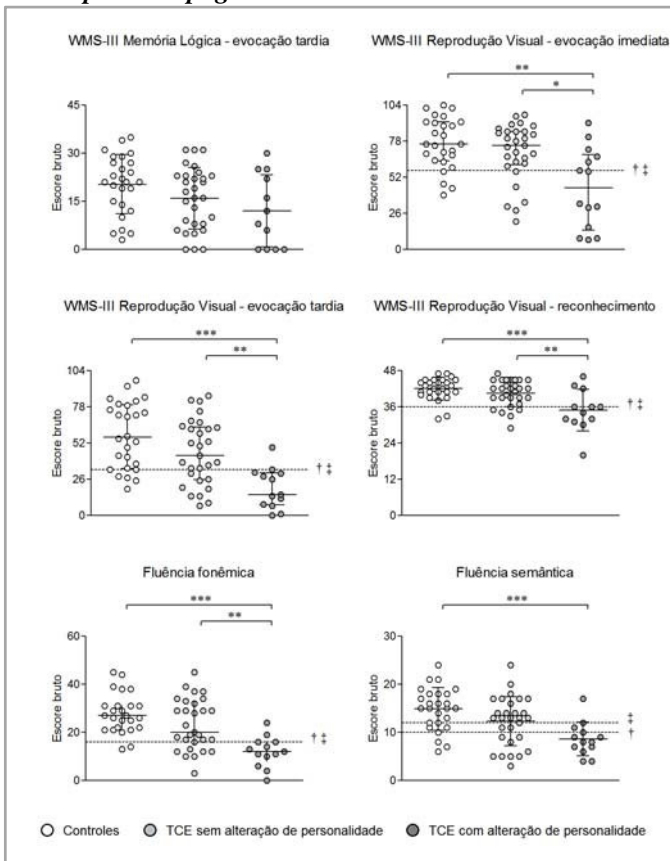 WMS-III Memória Lógica - evocação tardia
WMS-III Reprodução Visual - evocação imediata
**
*
45
30
15
0
Escore bruto
104
78
52
26
0
Escore bruto
† ‡
WMS-III Reprodução Visual - evocação tardia
WMS-III Reprodução Visual - reconhecimento
***
**
***
**
104
78
52
26
0
Escore bruto
† ‡
48
36
24
12
0
Escore bruto
† ‡
Fluência fonêmica
Fluência semântica
***
**
***
60
40
20
0
Escore bruto
† ‡
30
20
10
0
Escore bruto
‡
†
Controles
TCE sem alteração de personalidade
TCE com alteração de personalidade